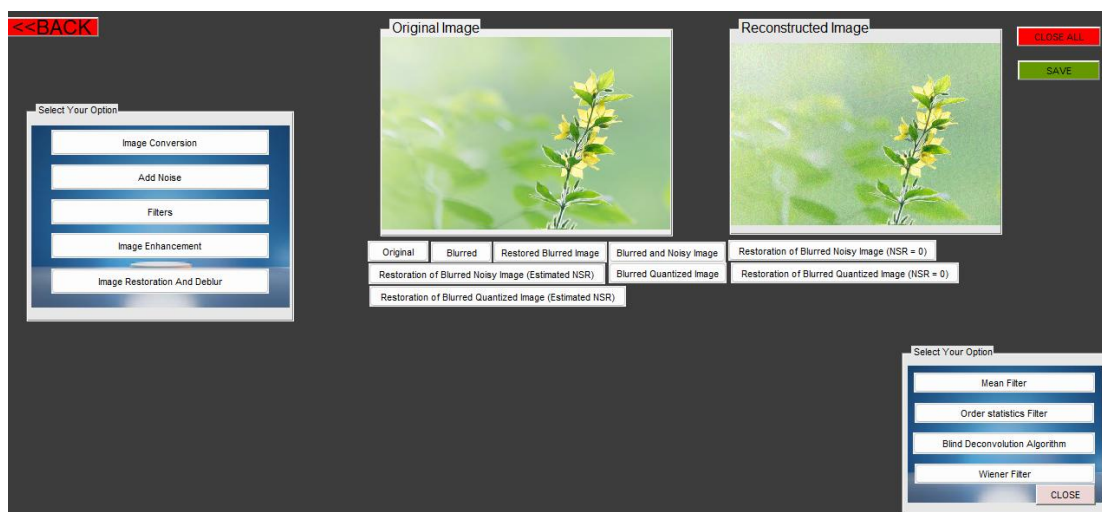 <<BACK
Original Image
Reconstructed Image
CLOSE ALL
SAVE
Select Your Option
Image Conversion
Add Noise
Filters
Image Enhancement
Image Restoration And Deblur
Original
Blurred
Restored Blurred Image
Blurred and Noisy Image
Restoration of Blurred Noisy Image (NSR = 0)
Restoration of Blurred Noisy Image (Estimated NSR)
Blurred Quantized Image
Restoration of Blurred Quantized Image (NSR = 0)
Restoration of Blurred Quantized Image (Estimated NSR)
Select Your Option
Mean Filter
Order statistics Filter
Blind Deconvolution Algorithm
Wiener Filter
CLOSE